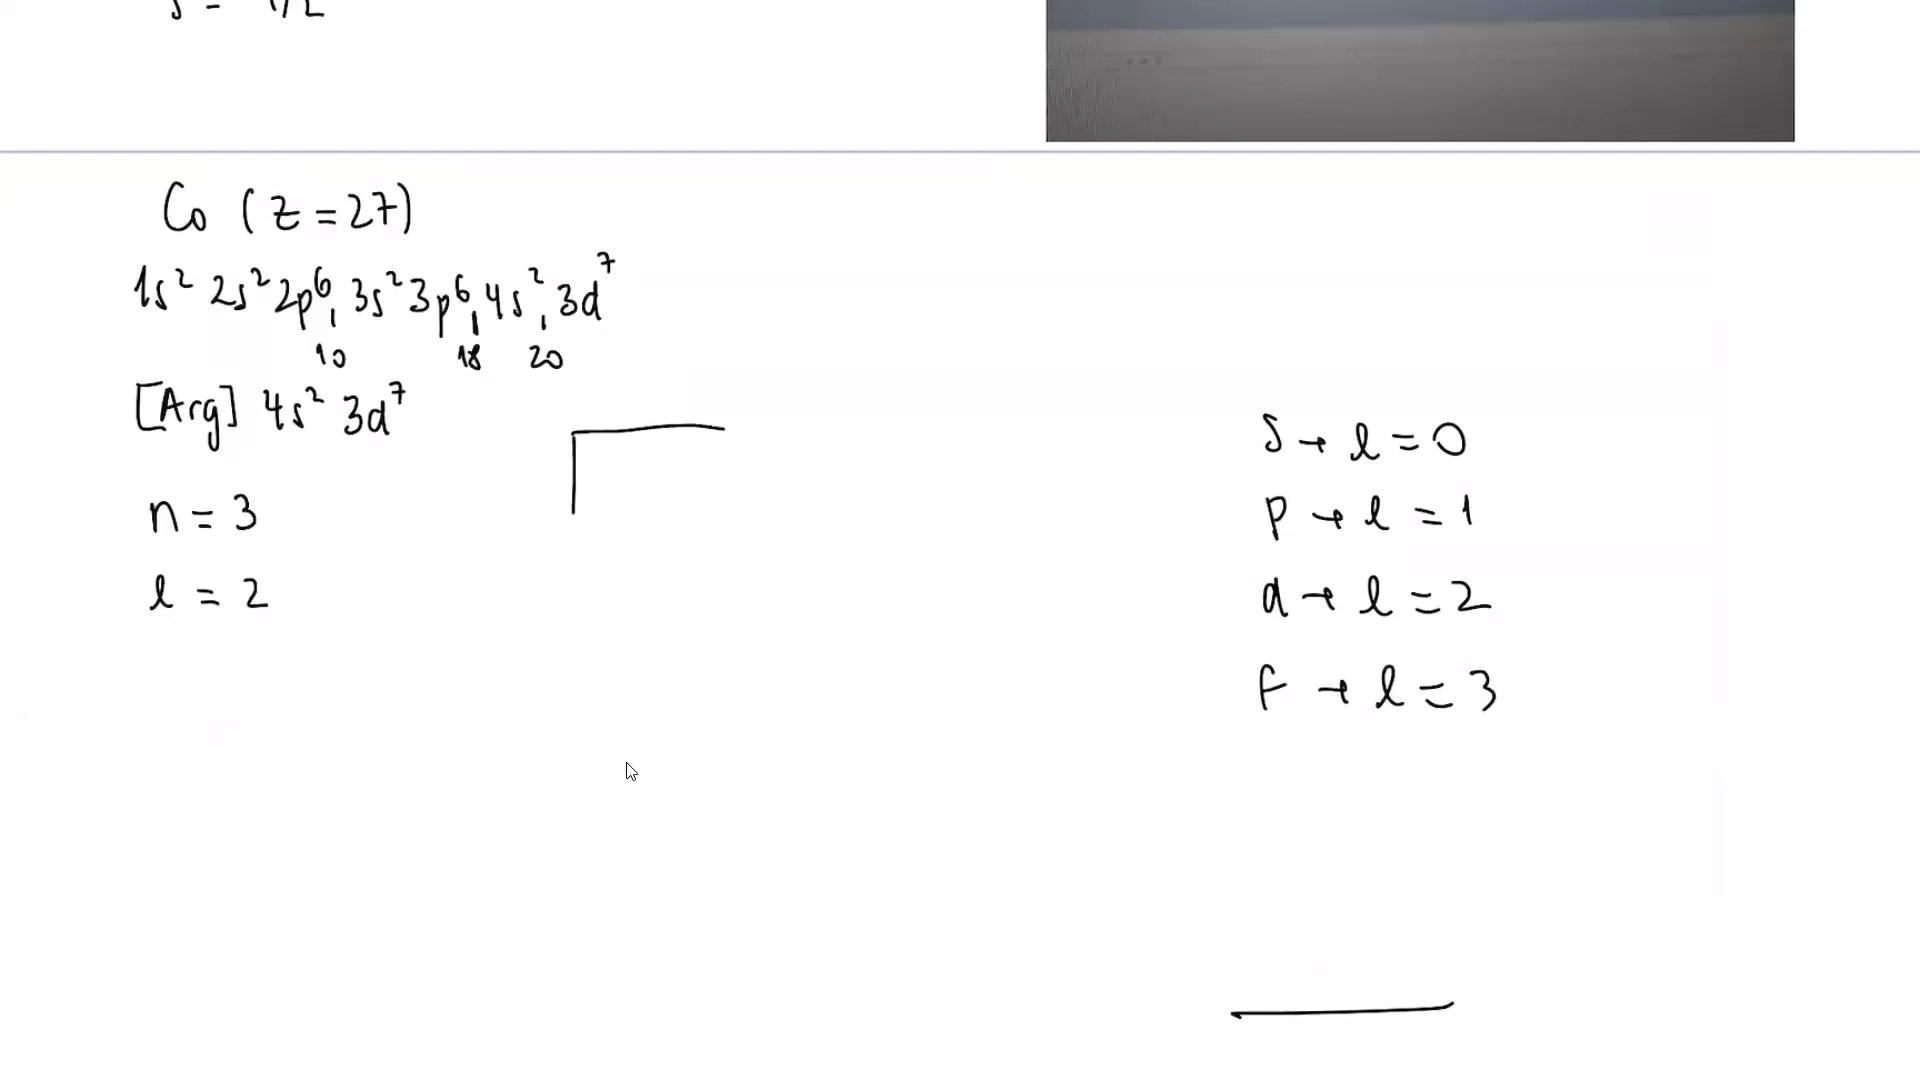 Co (Z=27)
1s² 2s² 2p⁶ 3s² 3p⁶ 4s² 3d⁷
10 18 20
[Arg] 4s² 3d⁷
n = 3
l = 2
S → l = 0
p → l = 1
d → l = 2
f → l = 3